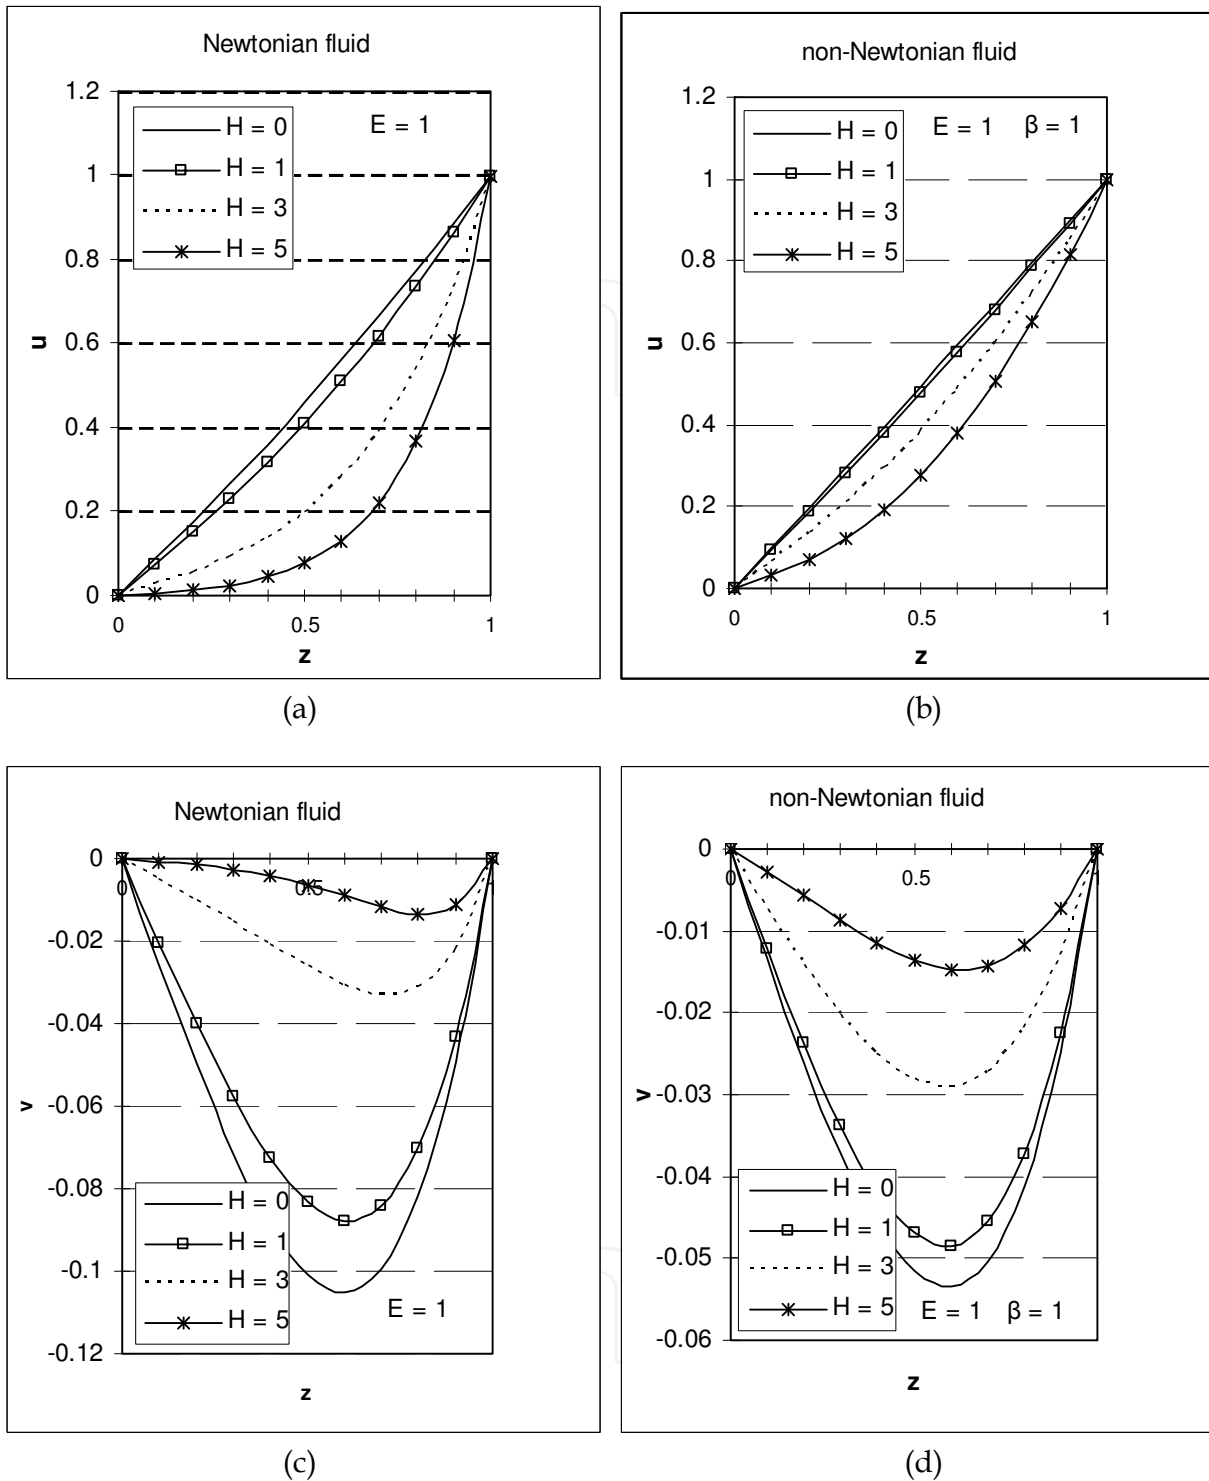 Newtonian fluid
1.2
1
0.8
0.6
0.4
0.2
0
H = 0
H = 1
H = 3
H = 5
E = 1
u
0
0.5
1
z
(a)
non-Newtonian fluid
1.2
1
0.8
0.6
0.4
0.2
0
H = 0
H = 1
H = 3
H = 5
E = 1 β = 1
u
0
0.5
1
z
(b)
Newtonian fluid
0
-0.02
-0.04
-0.06
-0.08
-0.1
-0.12
0
0.5
v
H = 0
H = 1
H = 3
H = 5
E = 1
z
(c)
non-Newtonian fluid
0
-0.01
-0.02
-0.03
-0.04
-0.05
-0.06
0
0.5
v
H = 0
H = 1
H = 3
H = 5
E = 1 β = 1
z
(d)